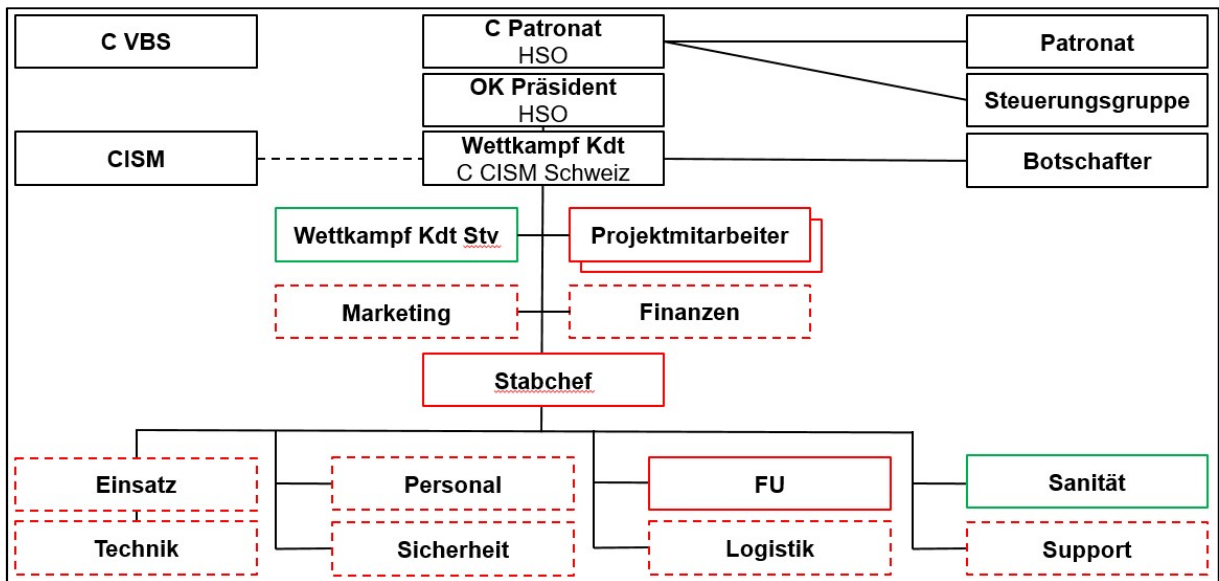 C VBS
C Patronat
HSO
Patronat
OK Präsident
HSO
Steuerungsgruppe
CISM
Wettkampf Kdt
C CISM Schweiz
Botschafter
Wettkampf Kdt Stv
Projektmitarbeiter
Marketing
Finanzen
Stabchef
Einsatz
Personal
FU
Sanität
Technik
Sicherheit
Logistik
Support